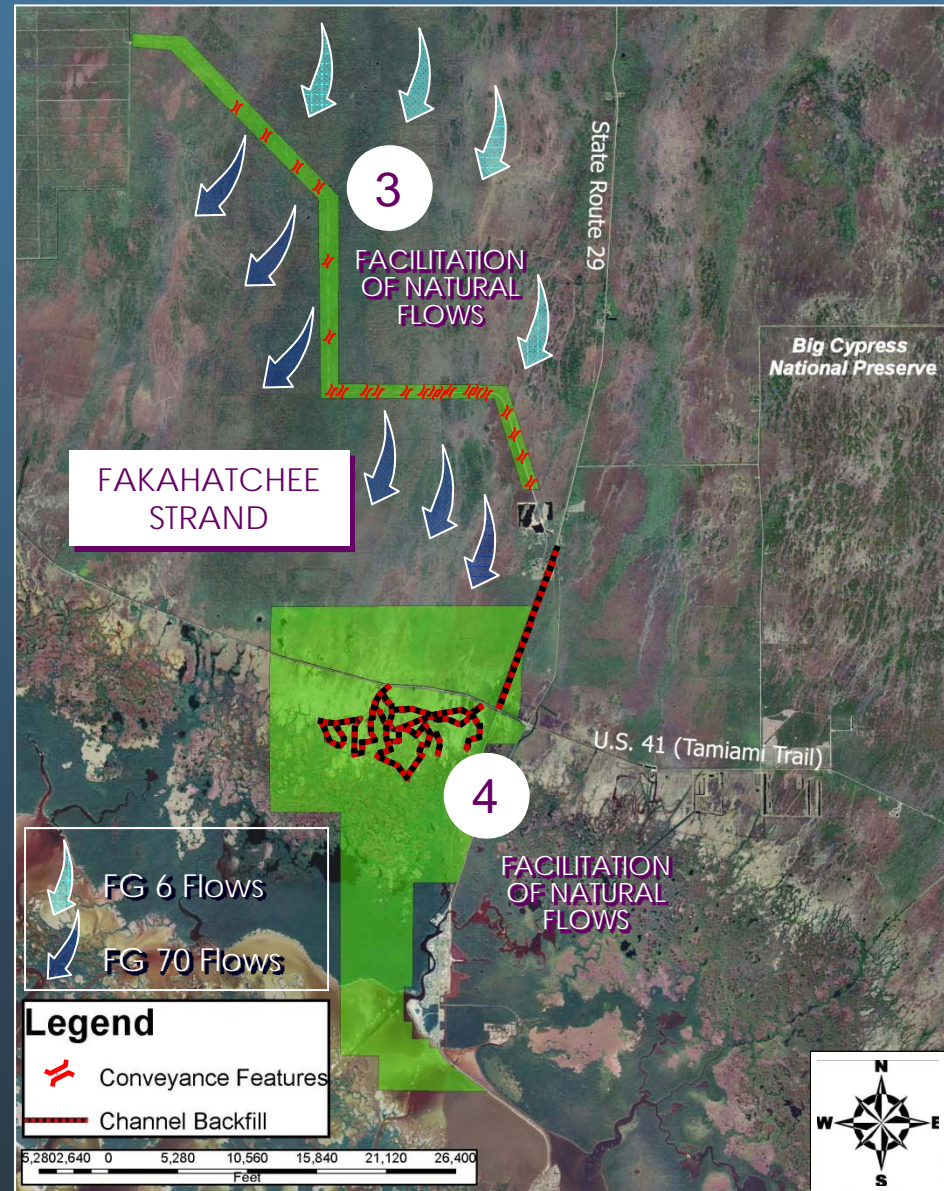 State Route 29
3
FACILITATION
OF NATURAL
FLOWS
Big Cypress
National Preserve
FAKAHATCHEE
STRAND
U.S. 41 (Tamiami Trail)
4
FACILITATION
OF NATURAL
FLOWS
FG 6 Flows
FG 70 Flows
Legend
Conveyance Features
Channel Backfill
5,280 2,640 0 5,280 10,560 15,840 21,120 26,400
Feet
N
W E
S